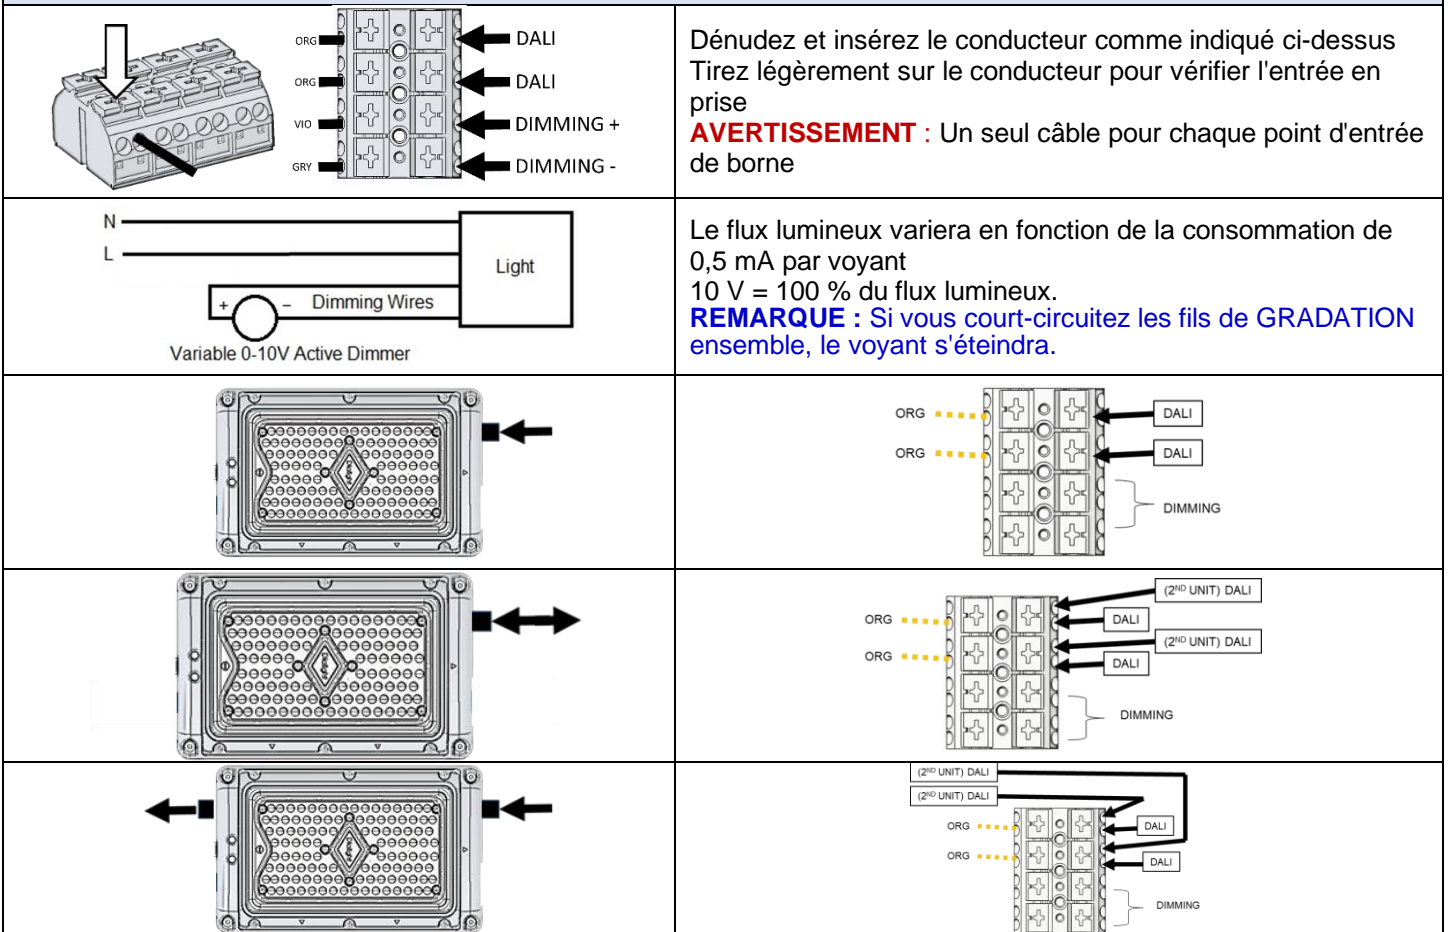 ORG
DALI
ORG
DALI
VIO
DIMMING +
GRY
DIMMING -
Dénudez et insérez le conducteur comme indiqué ci-dessus
Tirez légèrement sur le conducteur pour vérifier l'entrée en
prise
AVERTISSEMENT : Un seul câble pour chaque point d'entrée
de borne
N
L
Light
+
−
Dimming Wires
Variable 0-10V Active Dimmer
Le flux lumineux variera en fonction de la consommation de
0,5 mA par voyant
10 V = 100 % du flux lumineux.
REMARQUE : Si vous court-circuitez les fils de GRADATION
ensemble, le voyant s'éteindra.
Dialight
ORG
DALI
ORG
DALI
DIMMING
Dialight
(2ND UNIT) DALI
ORG
DALI
(2ND UNIT) DALI
ORG
DALI
DIMMING
Dialight
(2ND UNIT) DALI
(2ND UNIT) DALI
ORG
DALI
ORG
DALI
DIMMING